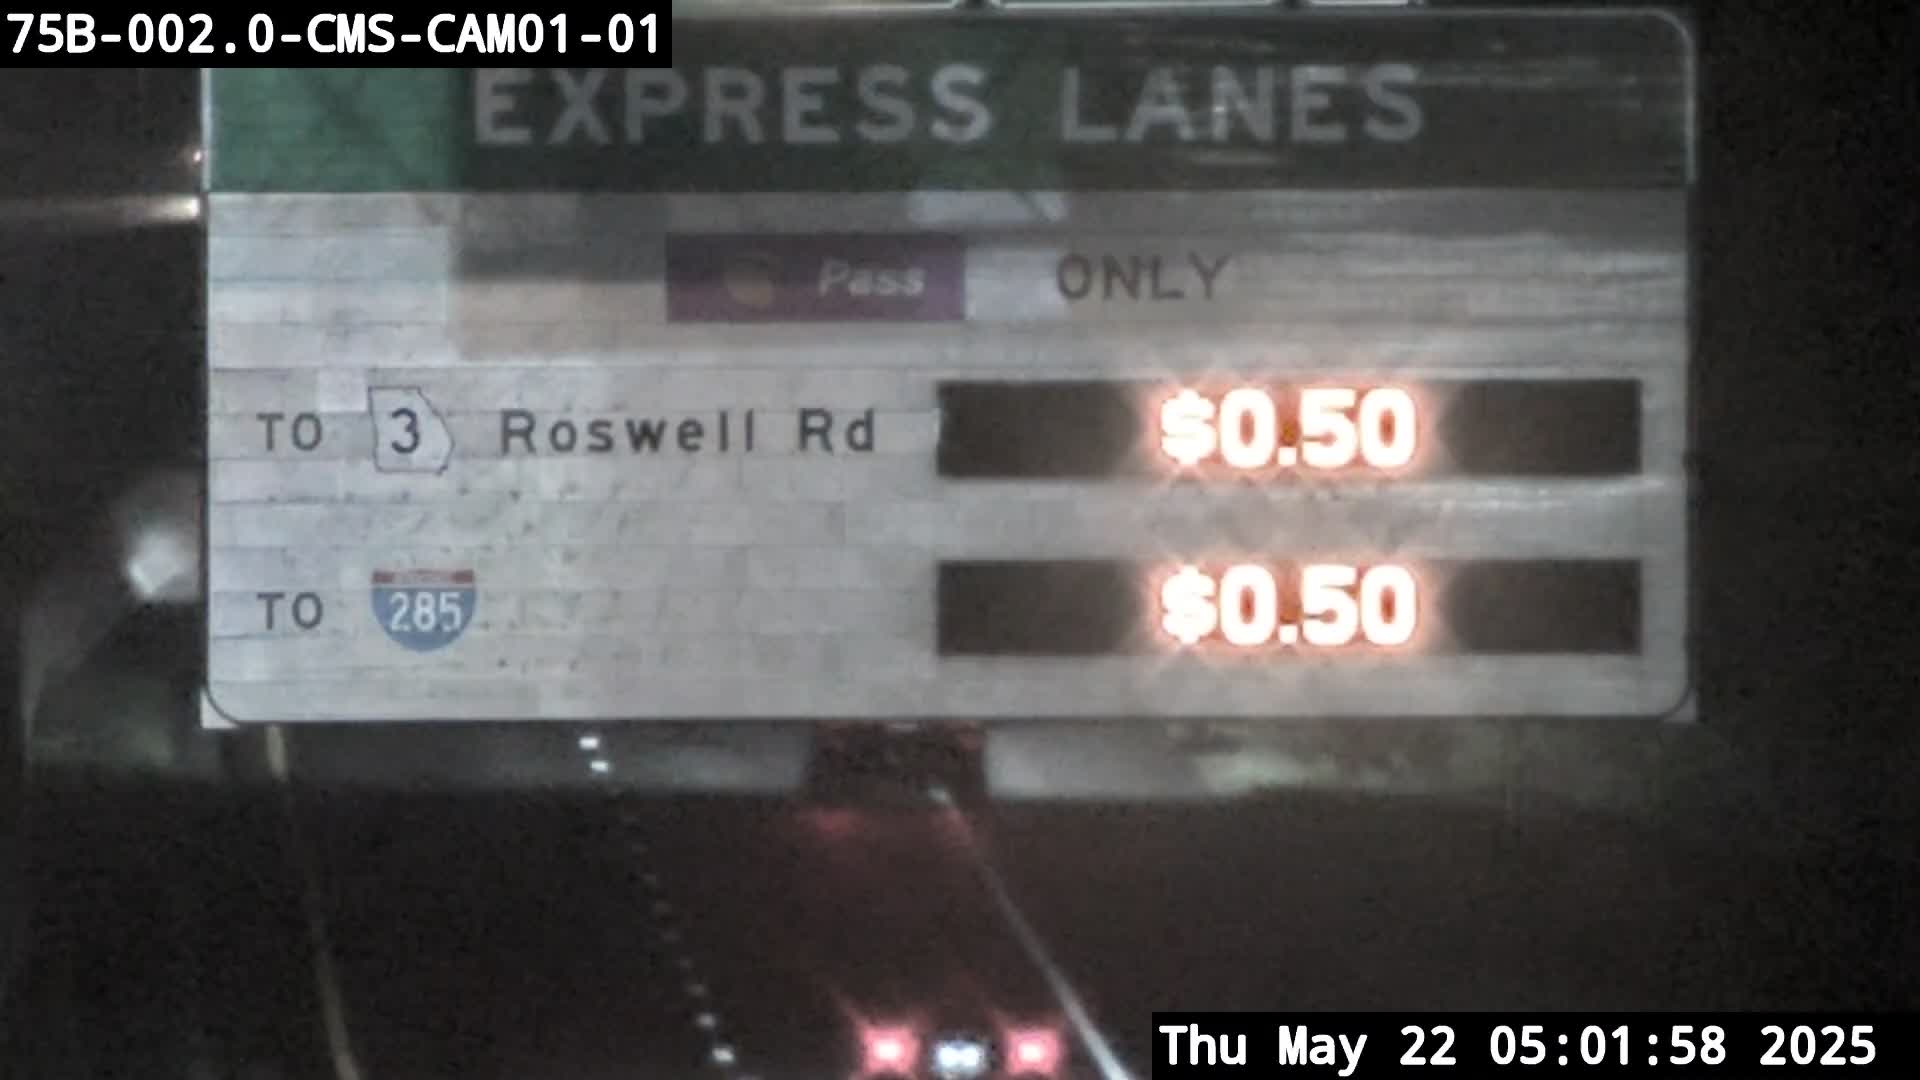 75B-002.0-CMS-CAM01-01
EXPRESS LANES
Pass ONLY
TO 3 Roswell Rd $0.50
TO 285 $0.50
Thu May 22 05:01:58 2025